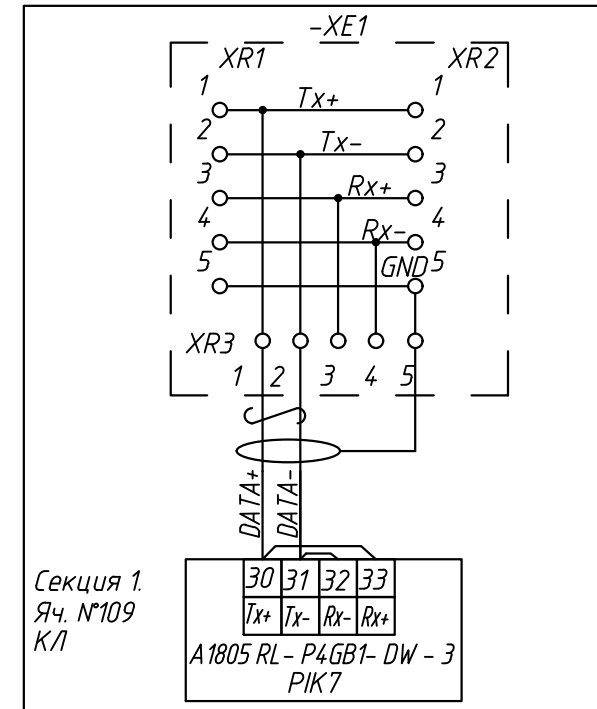 -XE1
XR1 XR2
1 Tx+ 1
2 Tx- 2
3 Rx+ 3
4 Rx- 4
5 GND 5
XR3
1 2 3 4 5
DATA+ DATA-
Секция 1.
Яч. №109
КЛ
30 31 32 33
Tx+ Tx- Rx- Rx+
A1805 RL - P4GB1 - DW - 3
PIK7